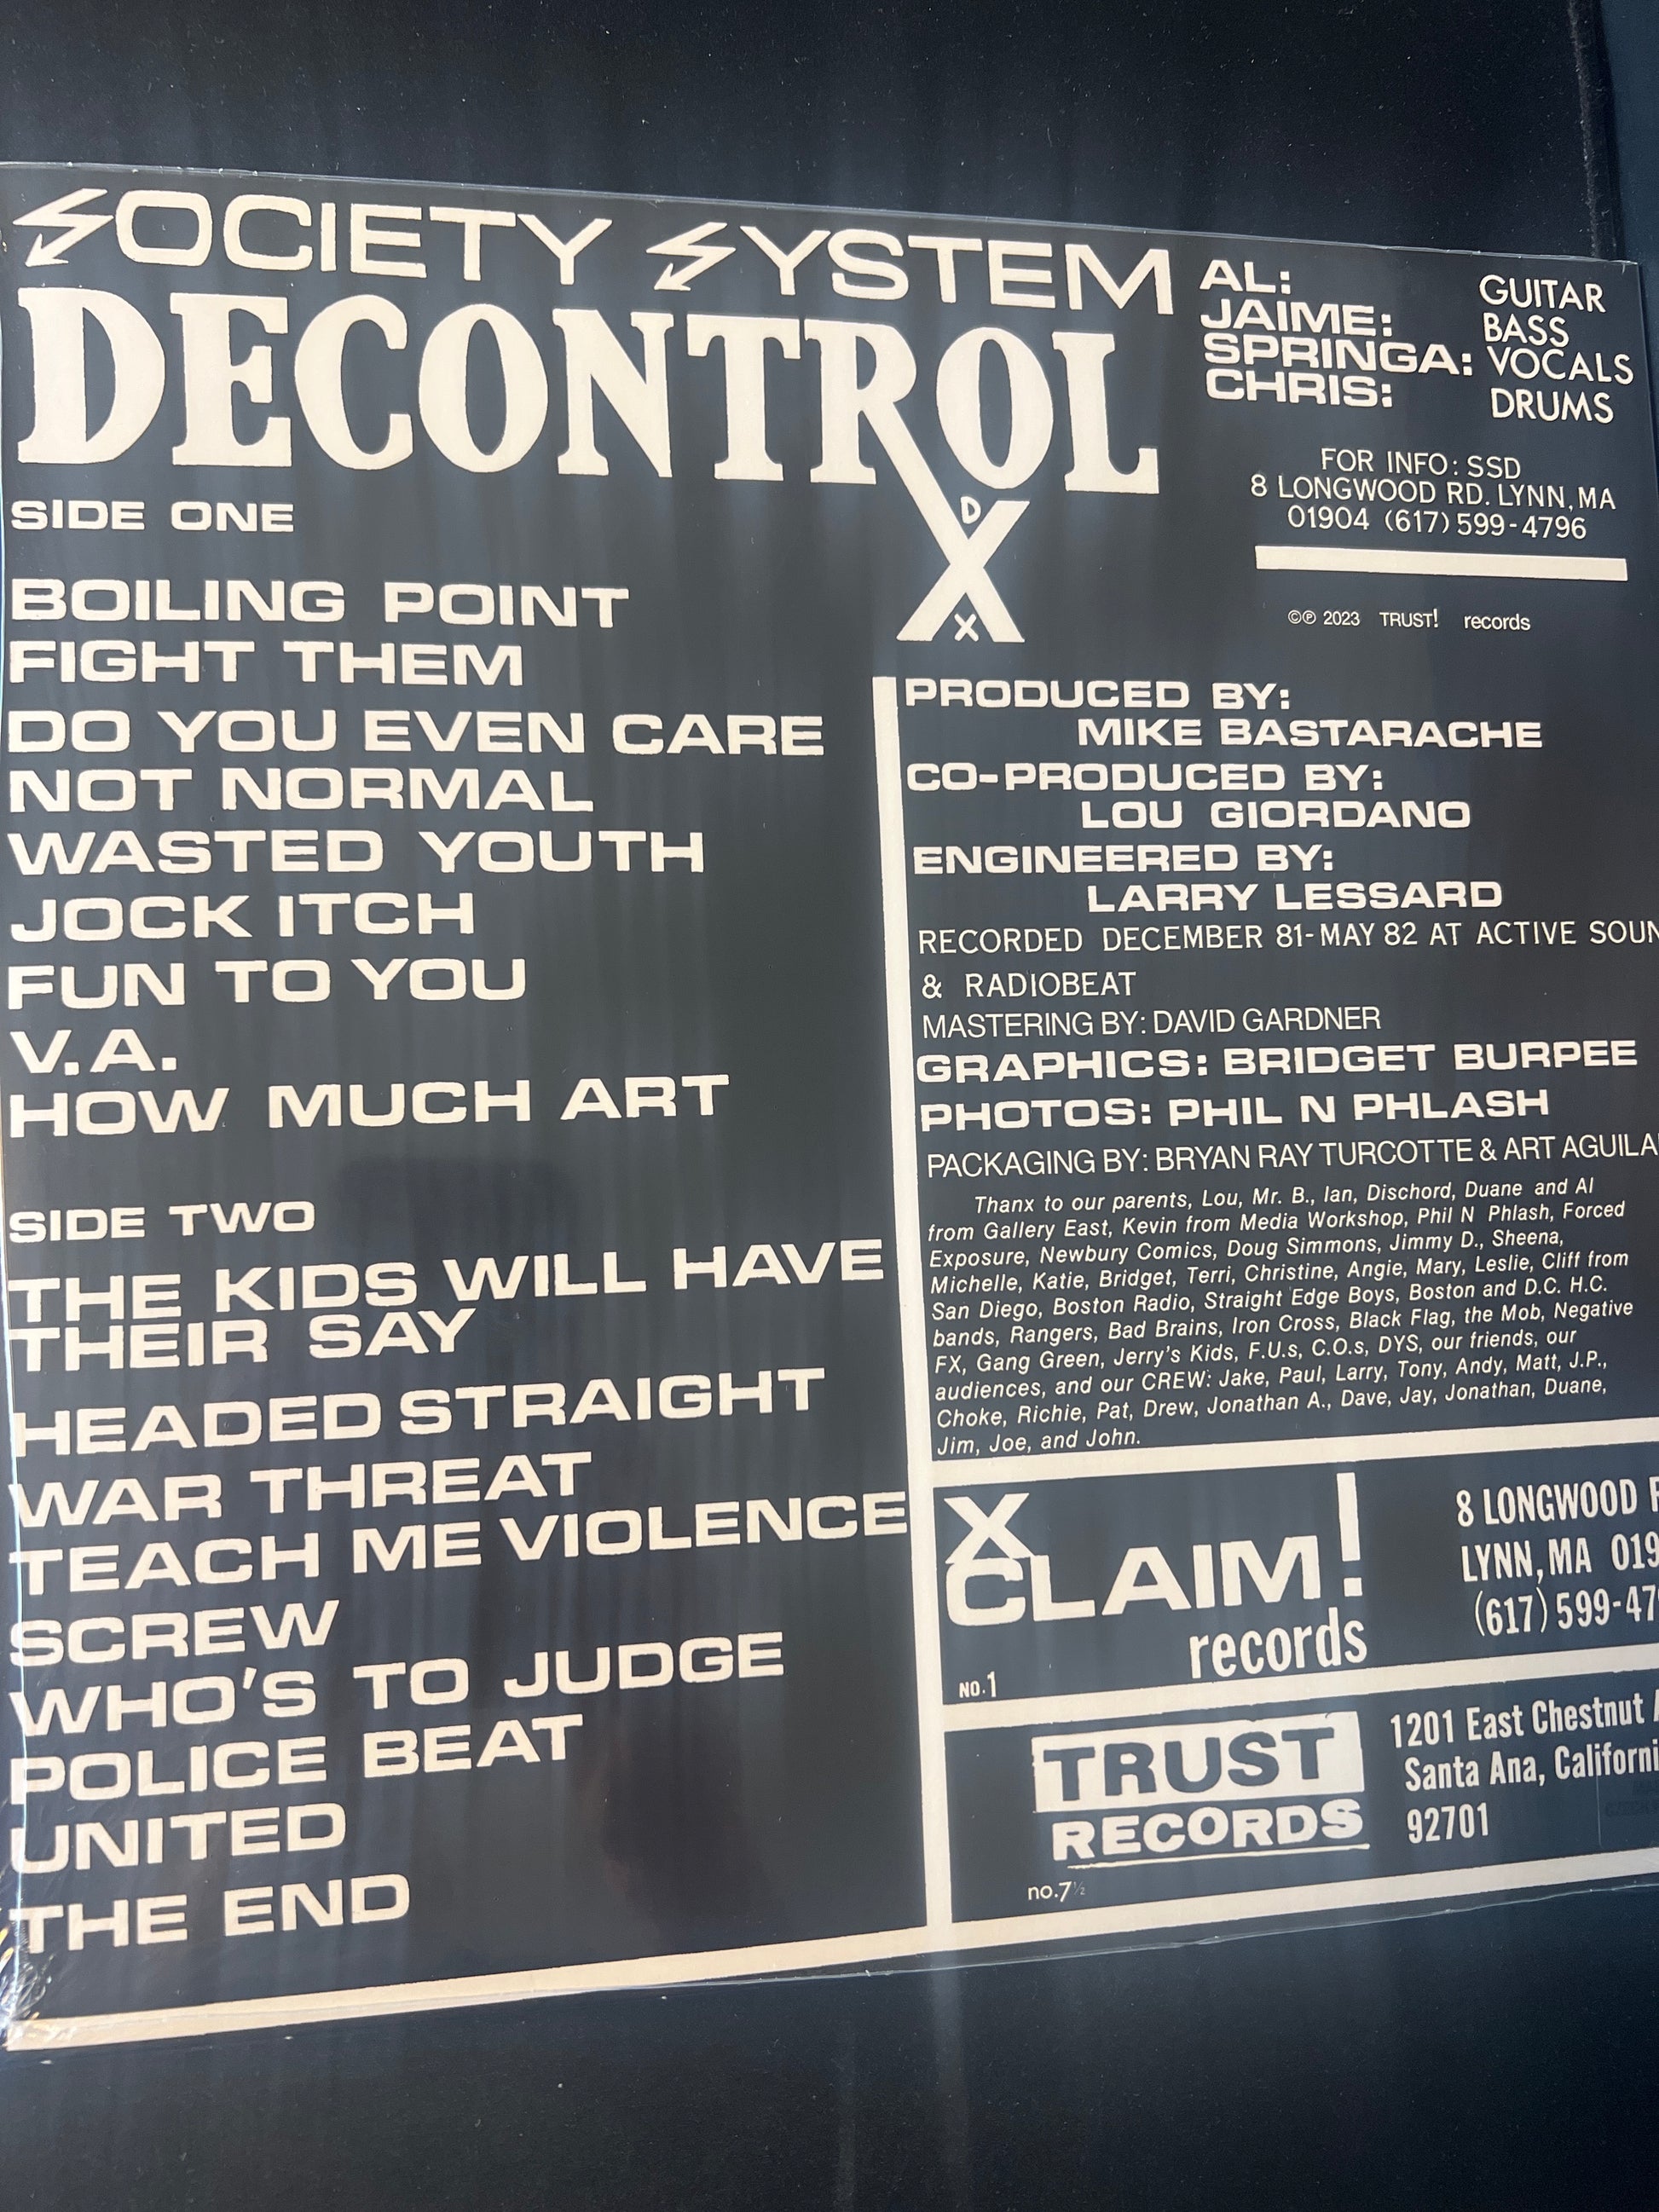 SOCIETY SYSTEM
DECONTROL
D
X
X
AL: GUITAR
JAIME: BASS
SPRINGA: VOCALS
CHRIS: DRUMS
FOR INFO: SSD
8 LONGWOOD RD. LYNN, MA
01904 (617) 599-4796
©℗ 2023 TRUST! records
SIDE ONE
BOILING POINT
FIGHT THEM
DO YOU EVEN CARE
NOT NORMAL
WASTED YOUTH
JOCK ITCH
FUN TO YOU
V.A.
HOW MUCH ART
SIDE TWO
THE KIDS WILL HAVE
THEIR SAY
HEADED STRAIGHT
WAR THREAT
TEACH ME VIOLENCE
SCREW
WHO'S TO JUDGE
POLICE BEAT
UNITED
THE END
PRODUCED BY:
MIKE BASTARACHE
CO-PRODUCED BY:
LOU GIORDANO
ENGINEERED BY:
LARRY LESSARD
RECORDED DECEMBER 81-MAY 82 AT ACTIVE SOUN
& RADIOBEAT
MASTERING BY: DAVID GARDNER
GRAPHICS: BRIDGET BURPEE
PHOTOS: PHIL N PHLASH
PACKAGING BY: BRYAN RAY TURCOTTE & ART AGUILA
Thanx to our parents, Lou, Mr. B., Ian, Dischord, Duane and Al
from Gallery East, Kevin from Media Workshop, Phil N Phlash, Forced
Exposure, Newbury Comics, Doug Simmons, Jimmy D., Sheena,
Michelle, Katie, Bridget, Terri, Christine, Angie, Mary, Leslie, Cliff from
San Diego, Boston Radio, Straight Edge Boys, Boston and D.C. H.C.
bands, Rangers, Bad Brains, Iron Cross, Black Flag, the Mob, Negative
FX, Gang Green, Jerry's Kids, F.U.s, C.O.s, DYS, our friends, our
audiences, and our CREW: Jake, Paul, Larry, Tony, Andy, Matt, J.P.,
Choke, Richie, Pat, Drew, Jonathan A., Dave, Jay, Jonathan, Duane,
Jim, Joe, and John.
X CLAIM!
records
NO.1
8 LONGWOOD R
LYNN, MA 019
(617) 599-47
TRUST
RECORDS
no.7½
1201 East Chestnut A
Santa Ana, Californi
92701